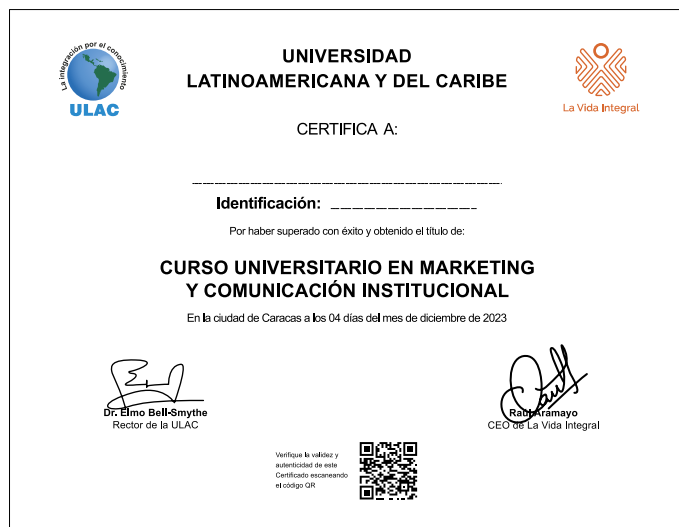 La integración por el conocimiento
ULAC
UNIVERSIDAD
LATINOAMERICANA Y DEL CARIBE
La Vida Integral
CERTIFICA A:
Identificación:
Por haber superado con éxito y obtenido el título de:
CURSO UNIVERSITARIO EN MARKETING
Y COMUNICACIÓN INSTITUCIONAL
En la ciudad de Caracas a los 04 días del mes de diciembre de 2023
Dr. Elmo Bell-Smythe
Rector de la ULAC
Raúl Aramayo
CEO de La Vida Integral
Verifique la validez y
autenticidad de este
Certificado escaneando
el código QR